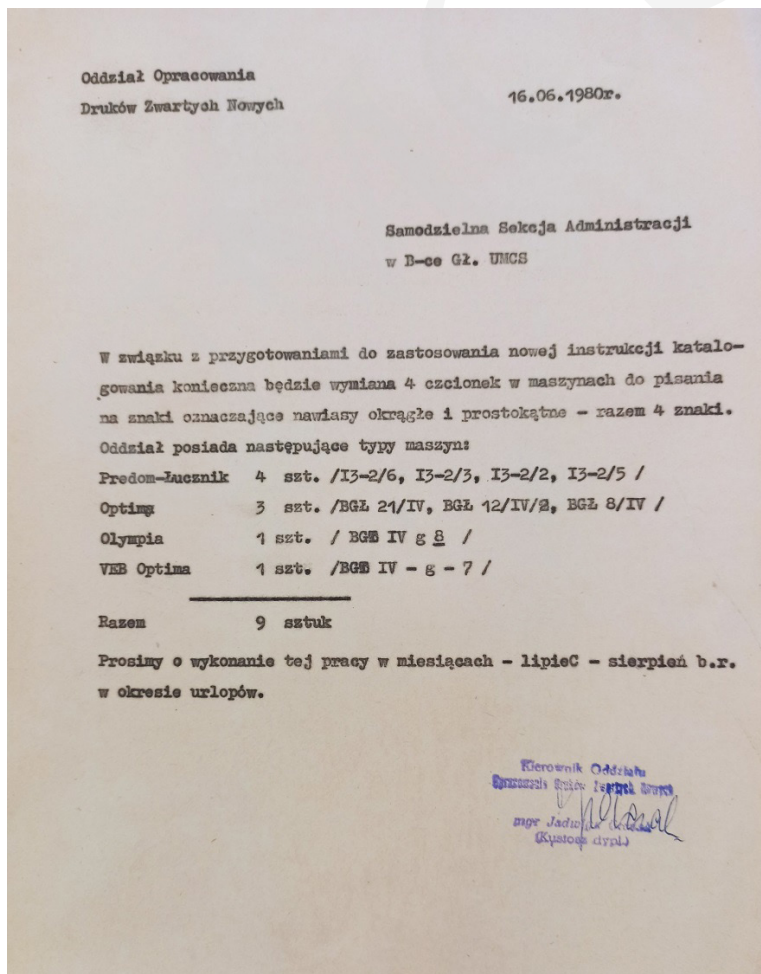 Oddział Opracowania
Druków Zwartych Nowych
16.06.1980r.
Samodzielna Sekcja Administracji
w B-ce Gł. UMCS
W związku z przygotowaniami do zastosowania nowej instrukcji katalo-
gowania konieczna będzie wymiana 4 czcionek w maszynach do pisania
na znaki oznaczające nawiasy okrągłe i prostokątne - razem 4 znaki.
Oddział posiada następujące typy maszyn:
Predom-Łucznik 4 szt. /I3-2/6, I3-2/3, I3-2/2, I3-2/5 /
Optima 3 szt. /BGŁ 21/IV, BGŁ 12/IV/2, BGŁ 8/IV /
Olympia 1 szt. / BGŁ IV g 8 /
VEB Optima 1 szt. /BGŁ IV - g - 7 /
Razem 9 sztuk
Prosimy o wykonanie tej pracy w miesiącach - lipieC - sierpień b.r.
w okresie urlopów.
Kierownik Oddziału
Opracowania Druków Zwartych Nowych
mgr
(Kustosz dypl.)